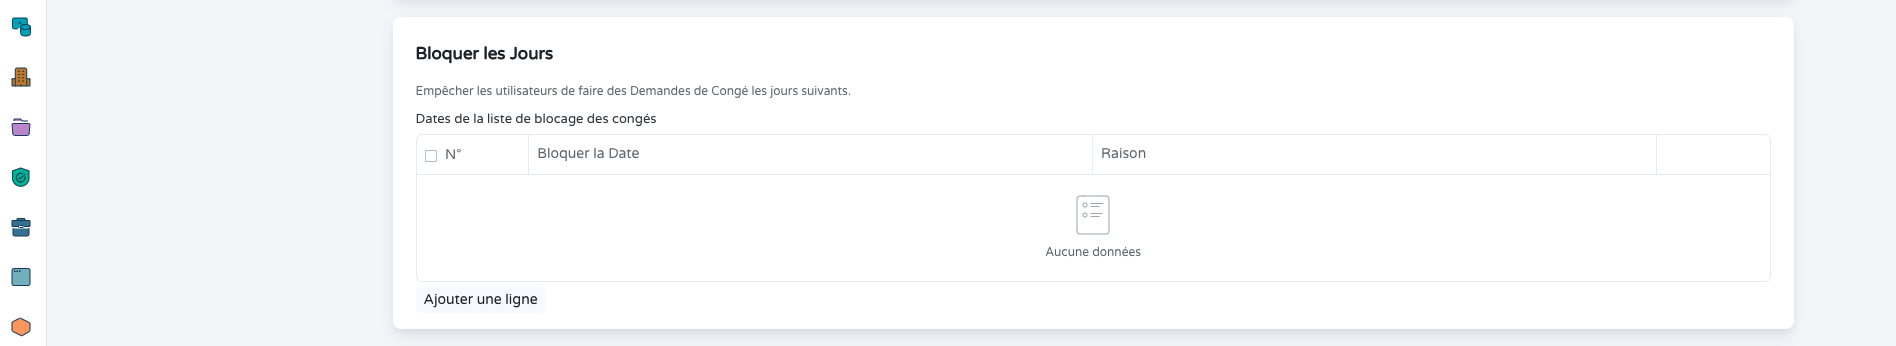 Bloquer les Jours
Empêcher les utilisateurs de faire des Demandes de Congé les jours suivants.
Dates de la liste de blocage des congés
N° Bloquer la Date Raison
Aucune données
Ajouter une ligne